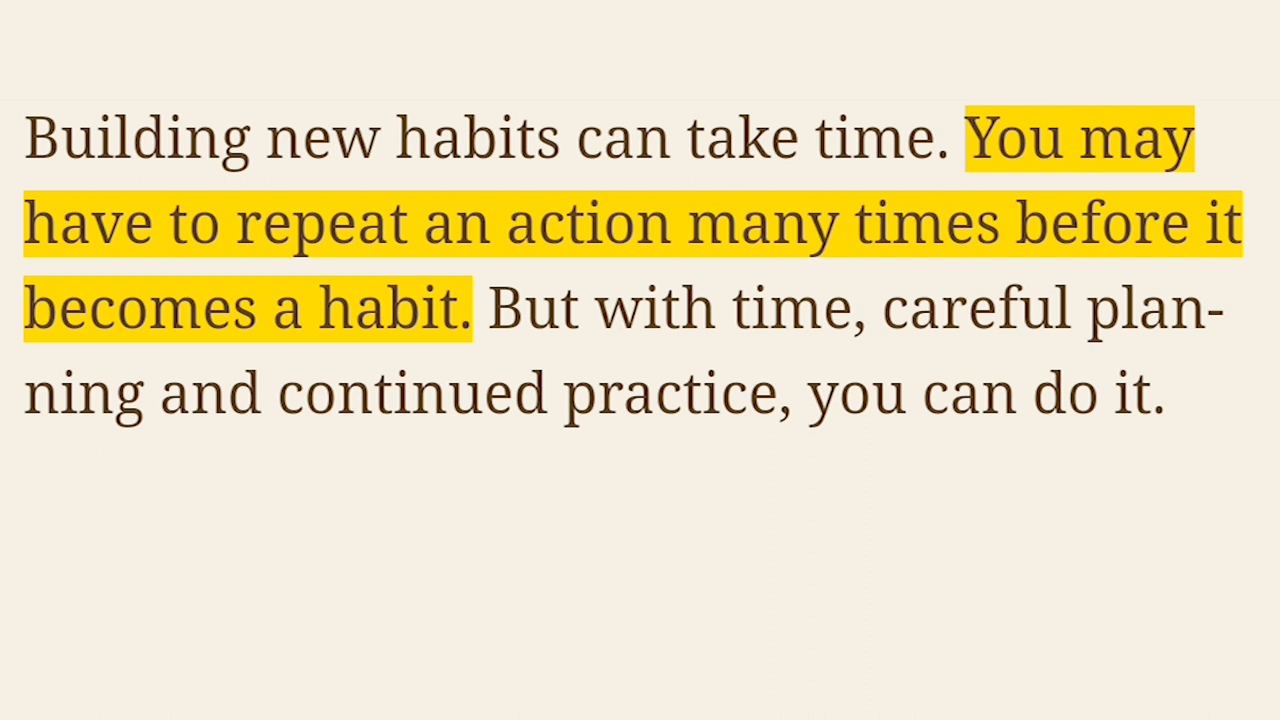 Building new habits can take time. You may
have to repeat an action many times before it
becomes a habit. But with time, careful plan-
ning and continued practice, you can do it.